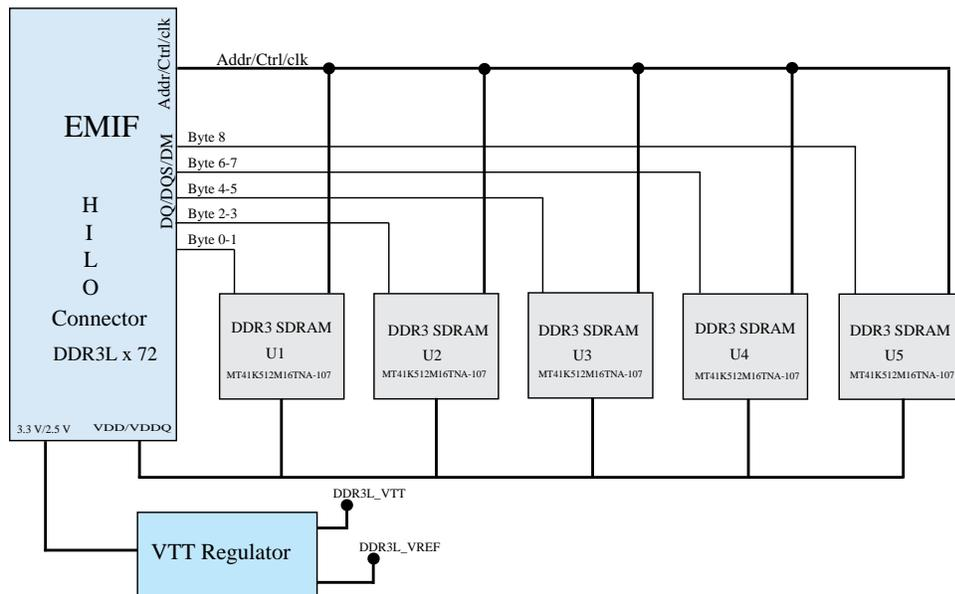 Addr/Ctrl/clk
EMIF
H
I
L
O
Connector
DDR3L x 72
DQ/DQS/DM
3.3 V/2.5 V
VDD/VDDQ
Addr/Ctrl/clk
Byte 8
Byte 6-7
Byte 4-5
Byte 2-3
Byte 0-1
DDR3 SDRAM
U1
MT41K512M16TNA-107
DDR3 SDRAM
U2
MT41K512M16TNA-107
DDR3 SDRAM
U3
MT41K512M16TNA-107
DDR3 SDRAM
U4
MT41K512M16TNA-107
DDR3 SDRAM
U5
MT41K512M16TNA-107
DDR3L_VTT
VTT Regulator
DDR3L_VREF